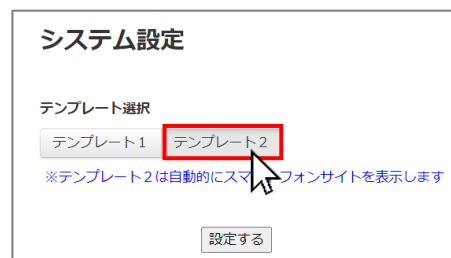 システム設定
テンプレート選択
テンプレート1 テンプレート2
※テンプレート２は自動的にスマートフォンサイトを表示します
設定する